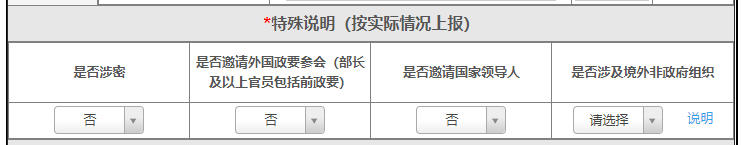 *特殊说明（按实际情况上报）
是否涉密
是否邀请外国政要参会（部长
及以上官员包括前政要）
是否邀请国家领导人
是否涉及境外非政府组织
否
否
否
请选择
说明